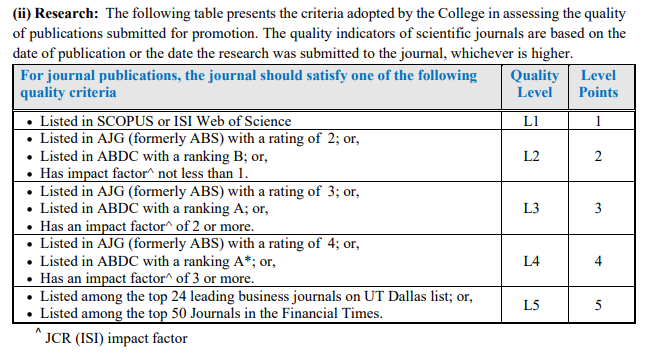 (ii) Research: The following table presents the criteria adopted by the College in assessing the quality
of publications submitted for promotion. The quality indicators of scientific journals are based on the
date of publication or the date the research was submitted to the journal, whichever is higher.
For journal publications, the journal should satisfy one of the following quality criteria
Quality Level
Level Points
• Listed in SCOPUS or ISI Web of Science
L1
1
• Listed in AJG (formerly ABS) with a rating of 2; or,
• Listed in ABDC with a ranking B; or,
• Has impact factor^ not less than 1.
L2
2
• Listed in AJG (formerly ABS) with a rating of 3; or,
• Listed in ABDC with a ranking A; or,
• Has an impact factor^ of 2 or more.
L3
3
• Listed in AJG (formerly ABS) with a rating of 4; or,
• Listed in ABDC with a ranking A*; or,
• Has an impact factor^ of 3 or more.
L4
4
• Listed among the top 24 leading business journals on UT Dallas list; or,
• Listed among the top 50 Journals in the Financial Times.
L5
5
^ JCR (ISI) impact factor